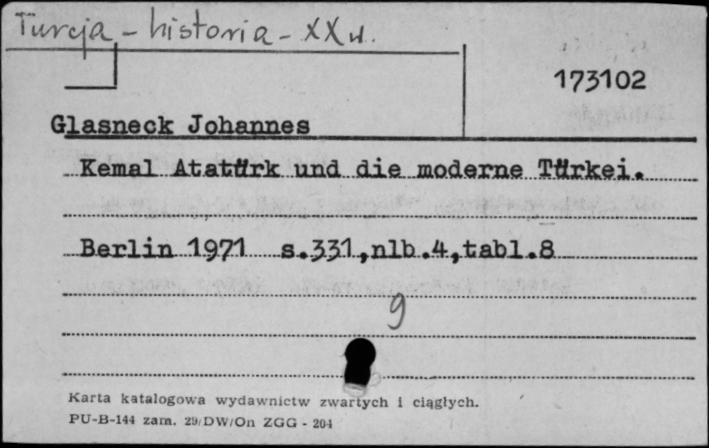 Turcja - historia - XX w.
173102
Glasneck Johannes
Kemal Atatürk und die moderne Türkei.
Berlin 1971 s.331,nlb.4,tabl.8
9
Karta katalogowa wydawnictw zwartych i ciągłych.
PU-B-144 zam. 29/DW/On ZGG - 204